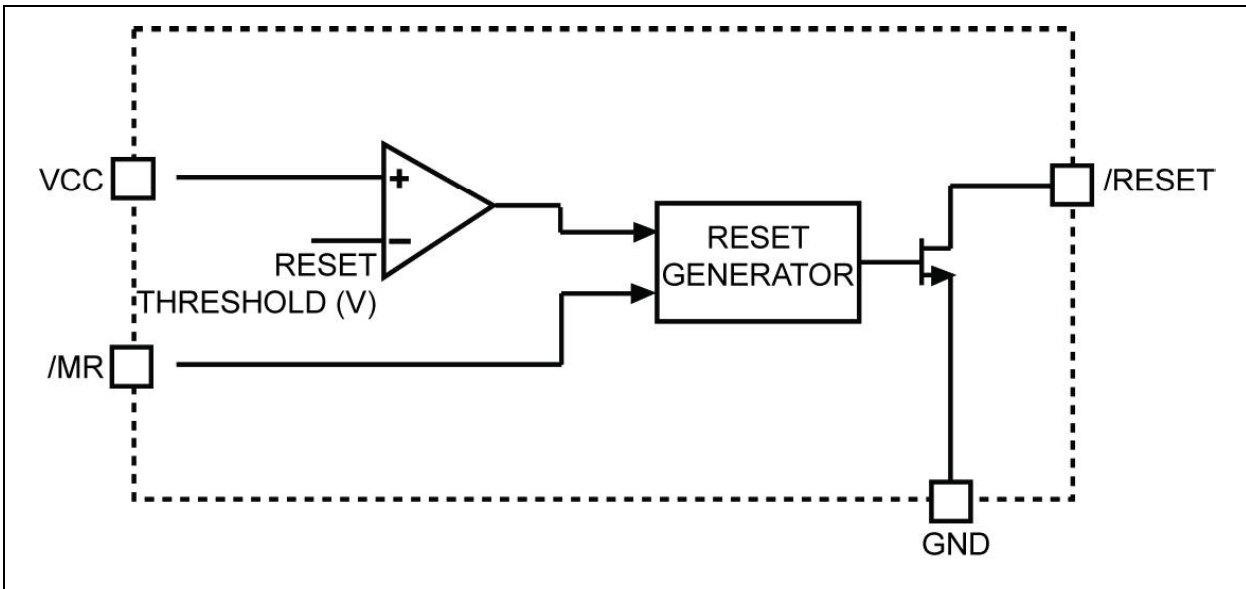 VCC
+
−
RESET
THRESHOLD (V)
/MR
RESET
GENERATOR
/RESET
GND